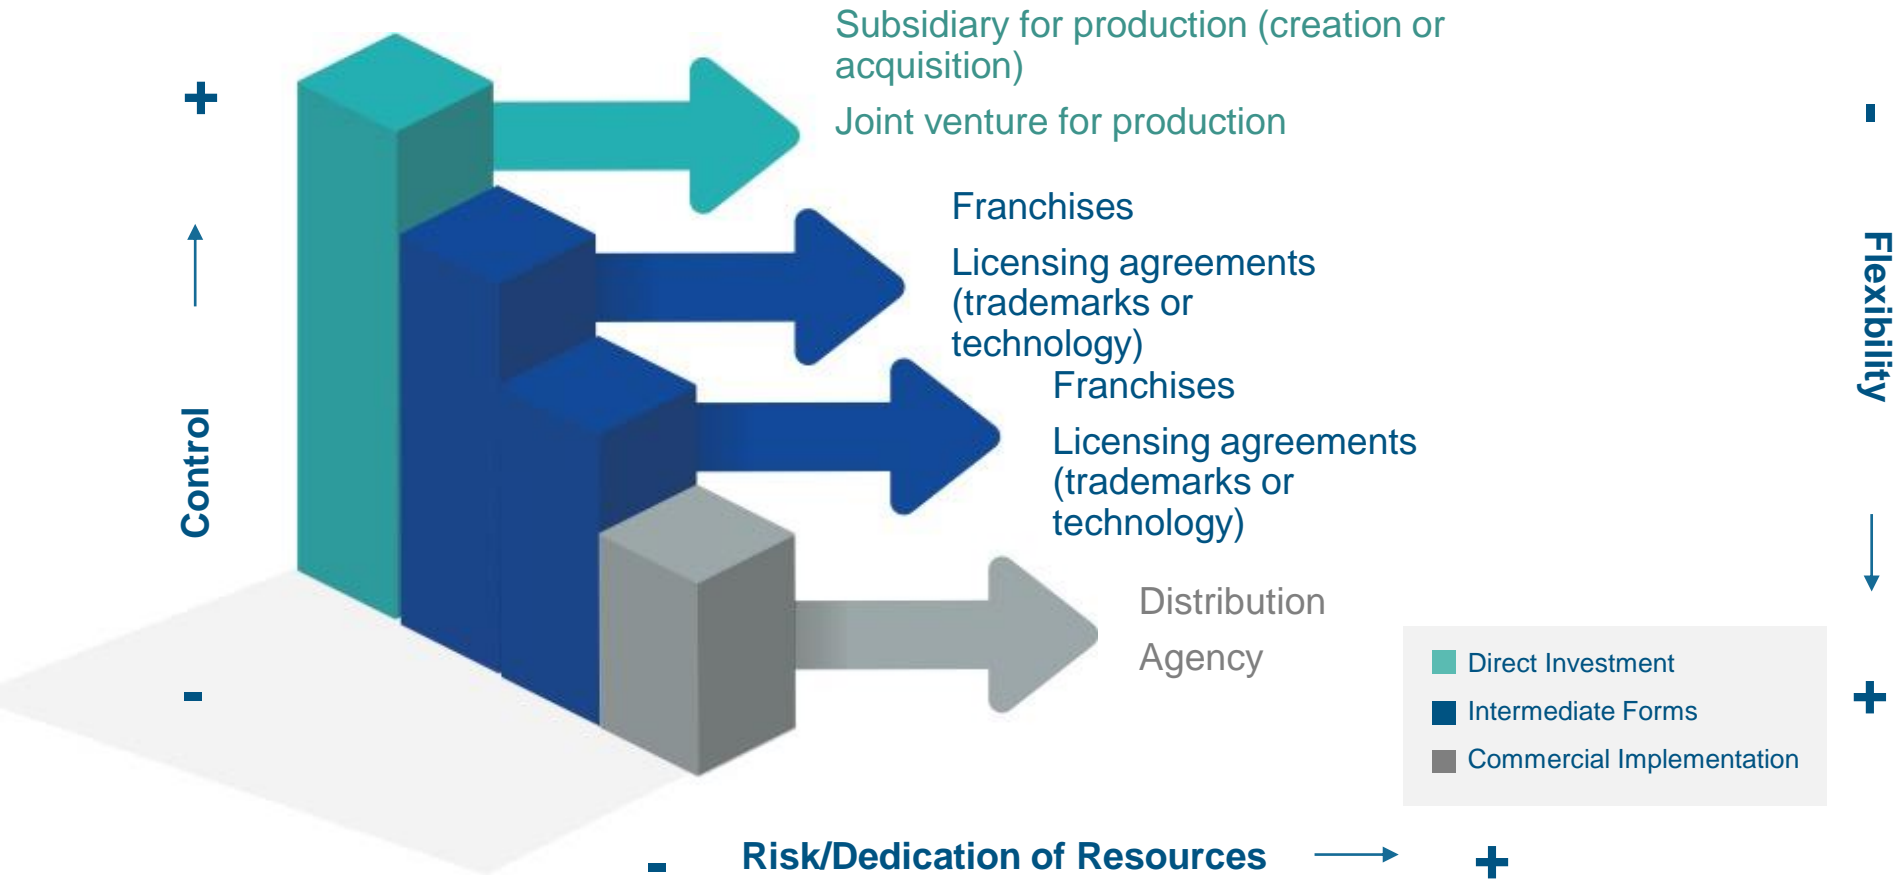 Subsidiary for production (creation or
acquisition)
Joint venture for production
+
-
Franchises
Licensing agreements
(trademarks or
technology)
Flexibility
Franchises
Control
Licensing agreements
(trademarks or
technology)
Distribution
Agency
-
Direct Investment
Intermediate Forms
Commercial Implementation
+
-
Risk/Dedication of Resources
+